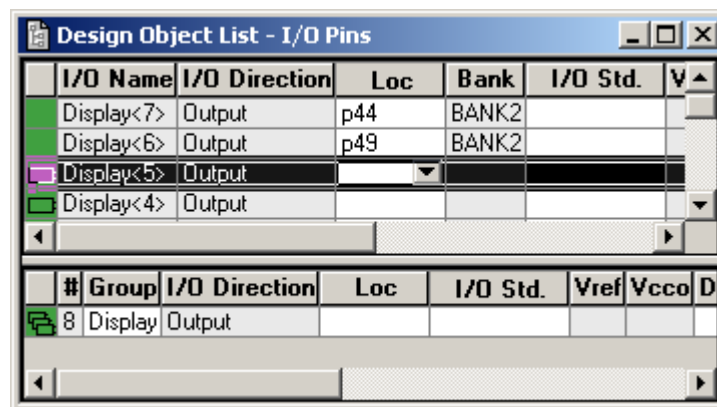 Design Object List - I/O Pins
I/O Name I/O Direction Loc Bank I/O Std. V
Display<7> Output p44 BANK2
Display<6> Output p49 BANK2
Display<5> Output
Display<4> Output
# Group I/O Direction Loc I/O Std. Vref Vcco D
8 Display Output